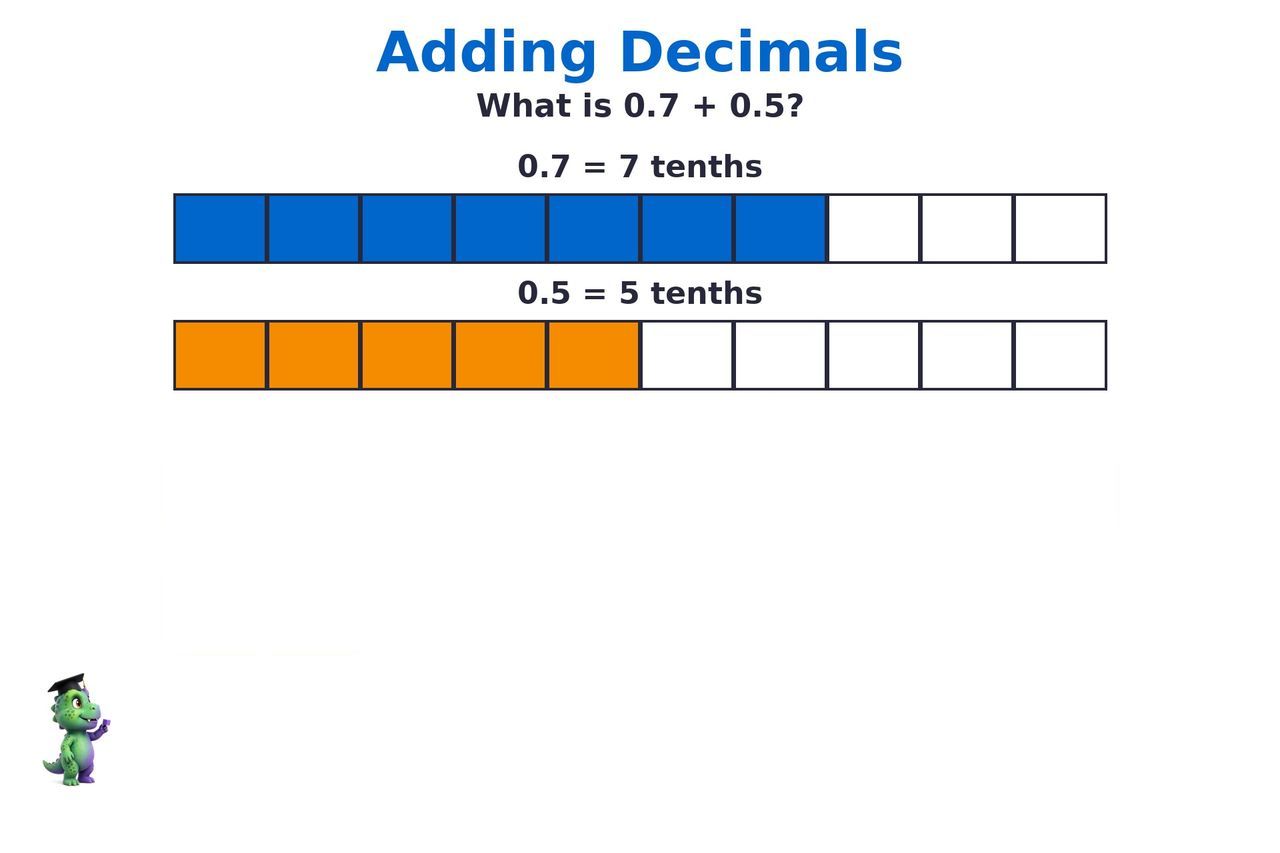 Adding Decimals
What is 0.7 + 0.5?
0.7 = 7 tenths
0.5 = 5 tenths